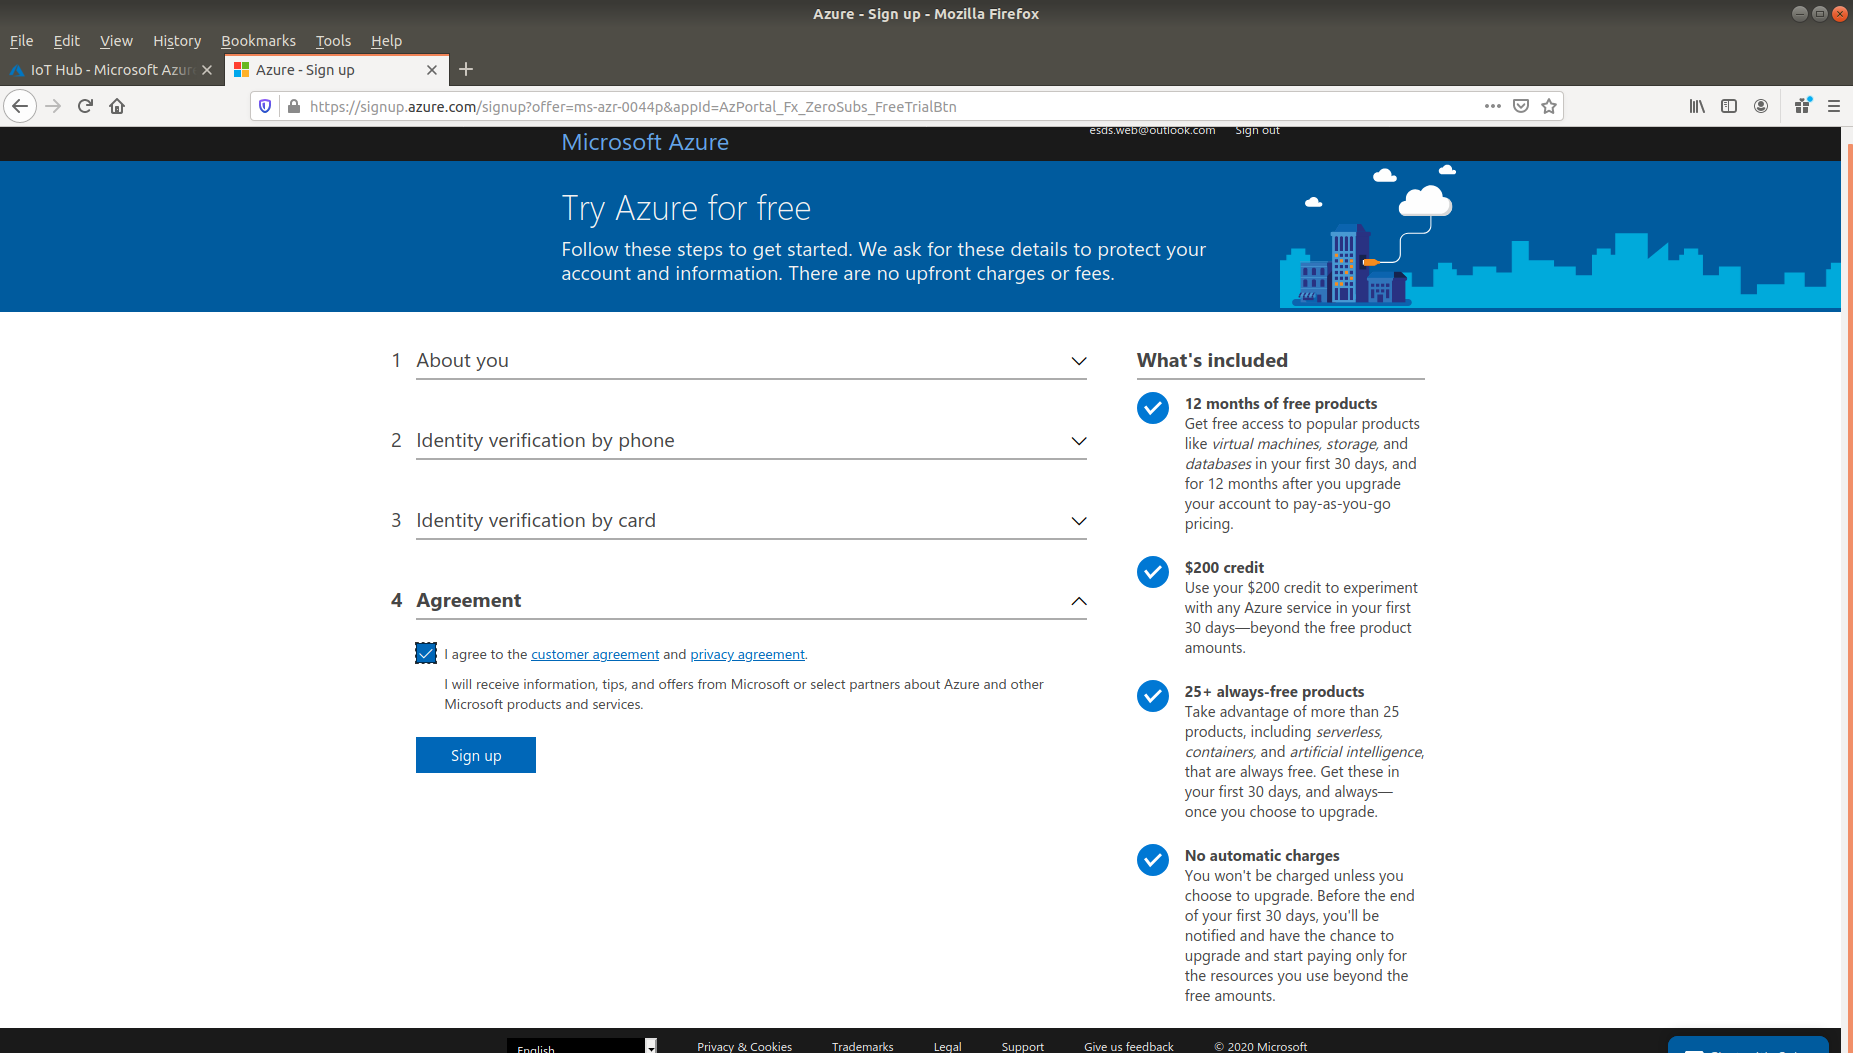 Azure - Sign up - Mozilla Firefox
File Edit View History Bookmarks Tools Help
IoT Hub - Microsoft Azur
Azure - Sign up
https://signup.azure.com/signup?offer=ms-azr-0044p&appId=AzPortal_Fx_ZeroSubs_FreeTrialBtn
Microsoft Azure
esds.web@outlook.com Sign out
Try Azure for free
Follow these steps to get started. We ask for these details to protect your
account and information. There are no upfront charges or fees.
1 About you
2 Identity verification by phone
3 Identity verification by card
4 Agreement
I agree to the customer agreement and privacy agreement.
I will receive information, tips, and offers from Microsoft or select partners about Azure and other
Microsoft products and services.
Sign up
What's included
12 months of free products
Get free access to popular products
like virtual machines, storage, and
databases in your first 30 days, and
for 12 months after you upgrade
your account to pay-as-you-go
pricing.
$200 credit
Use your $200 credit to experiment
with any Azure service in your first
30 days—beyond the free product
amounts.
25+ always-free products
Take advantage of more than 25
products, including serverless,
containers, and artificial intelligence,
that are always free. Get these in
your first 30 days, and always—
once you choose to upgrade.
No automatic charges
You won't be charged unless you
choose to upgrade. Before the end
of your first 30 days, you'll be
notified and have the chance to
upgrade and start paying only for
the resources you use beyond the
free amounts.
English
Privacy & Cookies Trademarks Legal Support Give us feedback © 2020 Microsoft